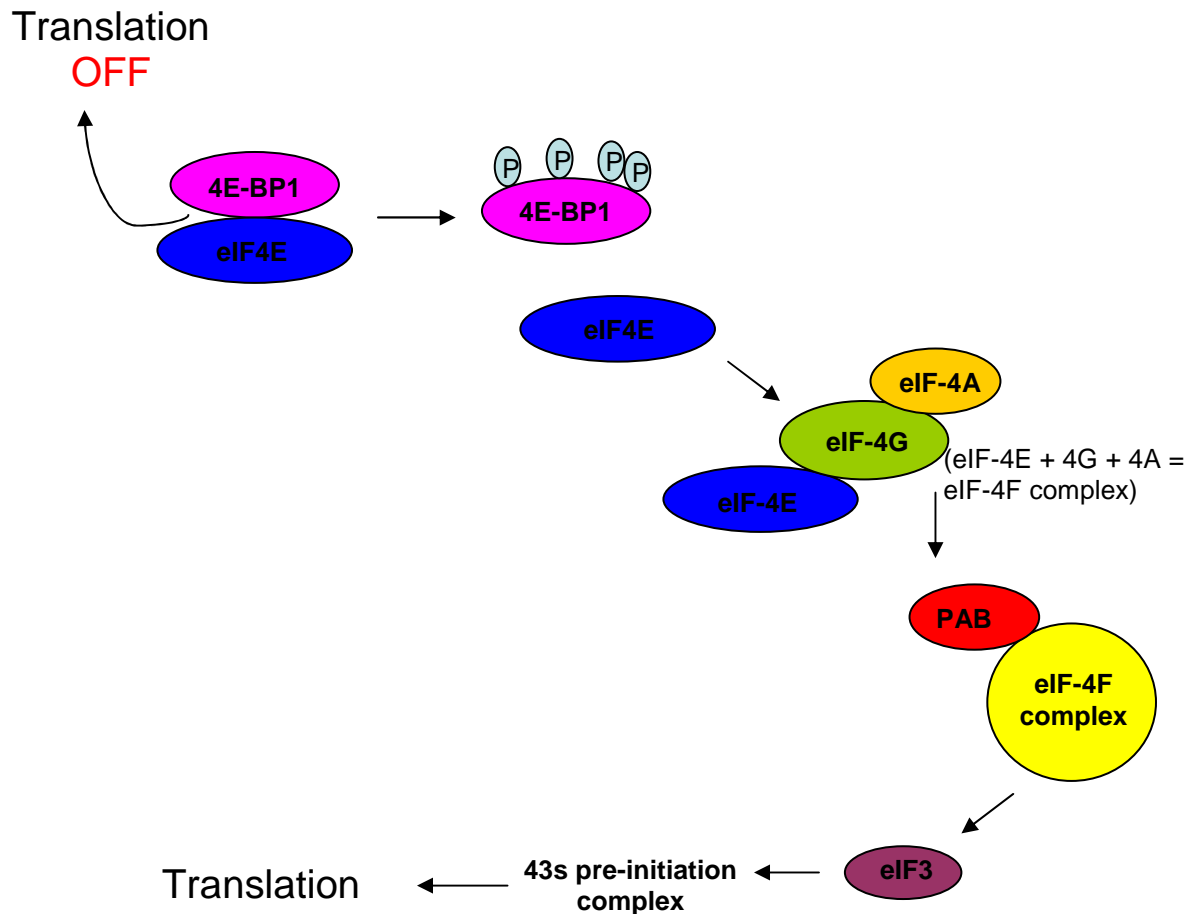 Translation
OFF
4E-BP1
eIF4E
P
P
P
P
4E-BP1
eIF4E
eIF-4A
eIF-4G
eIF-4E
(eIF-4E + 4G + 4A =
eIF-4F complex)
PAB
eIF-4F
complex
eIF3
43s pre-initiation
complex
Translation